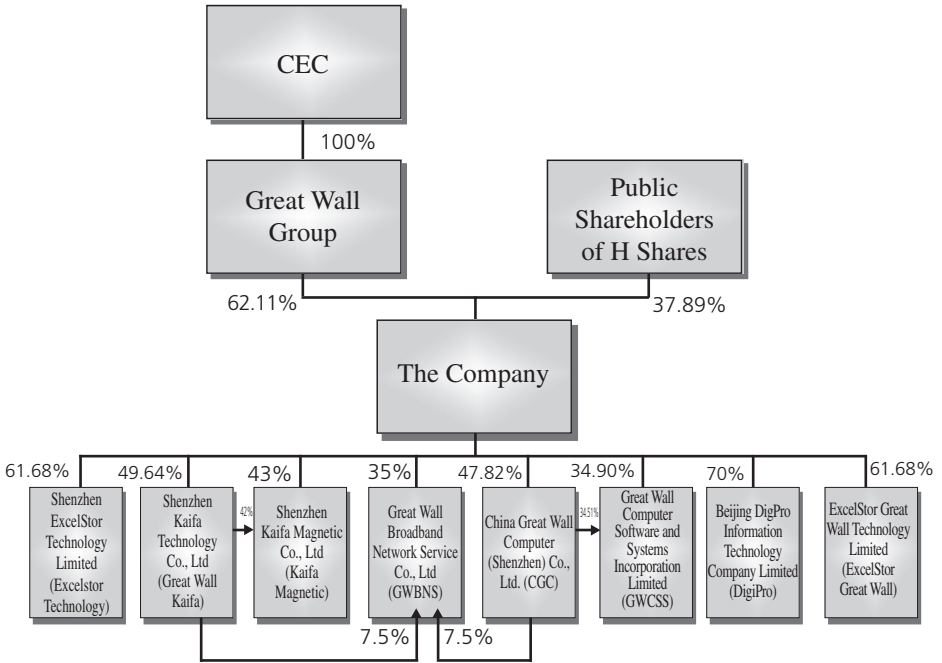 CEC
100%
Great Wall
Group
Public
Shareholders
of H Shares
62.11%
37.89%
The Company
61.68%
49.64%
43%
35%
47.82%
34.90%
70%
61.68%
Shenzhen
ExcelStor
Technology
Limited
(Excelstor
Technology)
Shenzhen
Kaifa
Technology
Co., Ltd
(Great Wall
Kaifa)
42%
Shenzhen
Kaifa Magnetic
Co., Ltd
(Kaifa
Magnetic)
Great Wall
Broadband
Network Service
Co., Ltd
(GWBNS)
China Great Wall
Computer
(Shenzhen) Co.,
Ltd. (CGC)
34.51%
Great Wall
Computer
Software and
Systems
Incorporation
Limited
(GWCSS)
Beijing DigPro
Information
Technology
Company Limited
(DigiPro)
ExcelStor Great
Wall Technology
Limited
(ExcelStor
Great Wall)
7.5%
7.5%